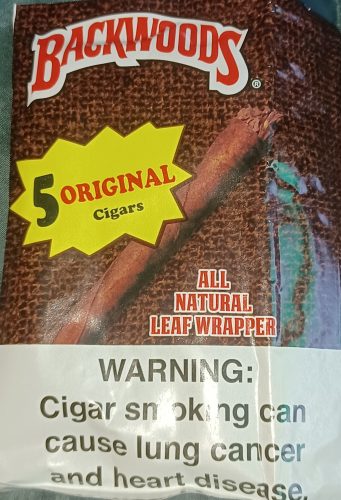 BACKWOODS®
5 ORIGINAL
Cigars
ALL
NATURAL
LEAF WRAPPER
WARNING:
Cigar smoking can
cause lung cancer
and heart disease.